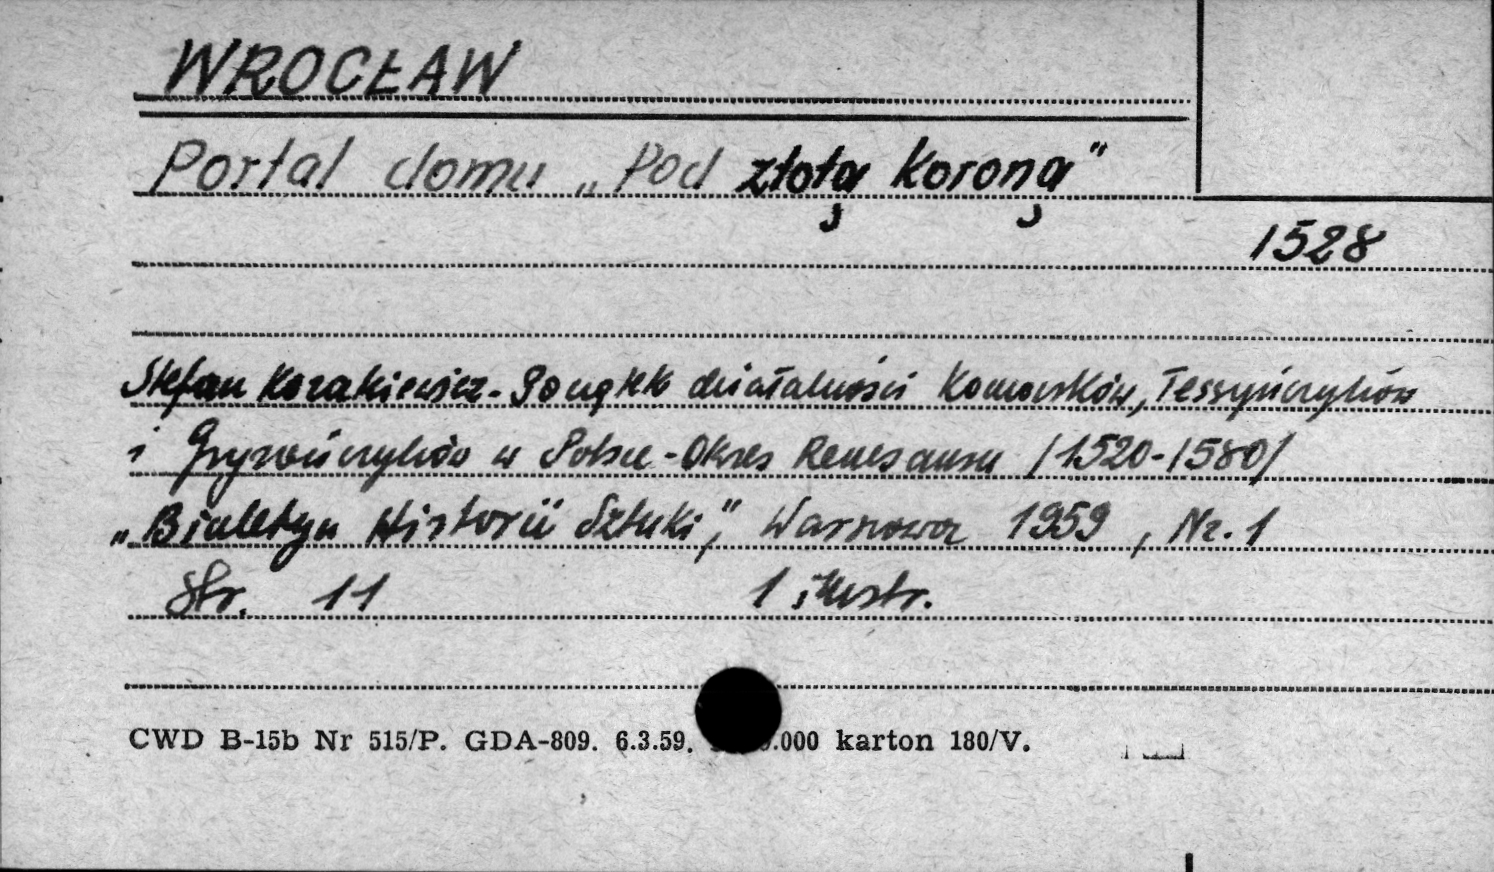 WROCŁAW
Portal domu „Pod złotą Koroną"
1528
Stefan Kozakiewicz - Początek działalności Komasków, Tessyńczyków
i Gryzończyków w Polsce - Okres Renesansu /1520-1580/
„Biuletyn Historii Sztuki", Warszawa 1959, Nr. 1
Str. 11 1 ilustr.
CWD B-15b Nr 515/P. GDA-809. 6.3.59. .000 karton 180/V.